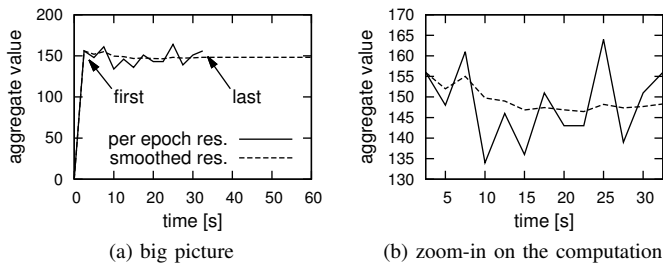 200
150
100
50
0
aggregate value
first
last
per epoch res.
smoothed res.
0 10 20 30 40 50 60
time [s]
(a) big picture
170
165
160
155
150
145
140
135
130
aggregate value
5 10 15 20 25 30
time [s]
(b) zoom-in on the computation